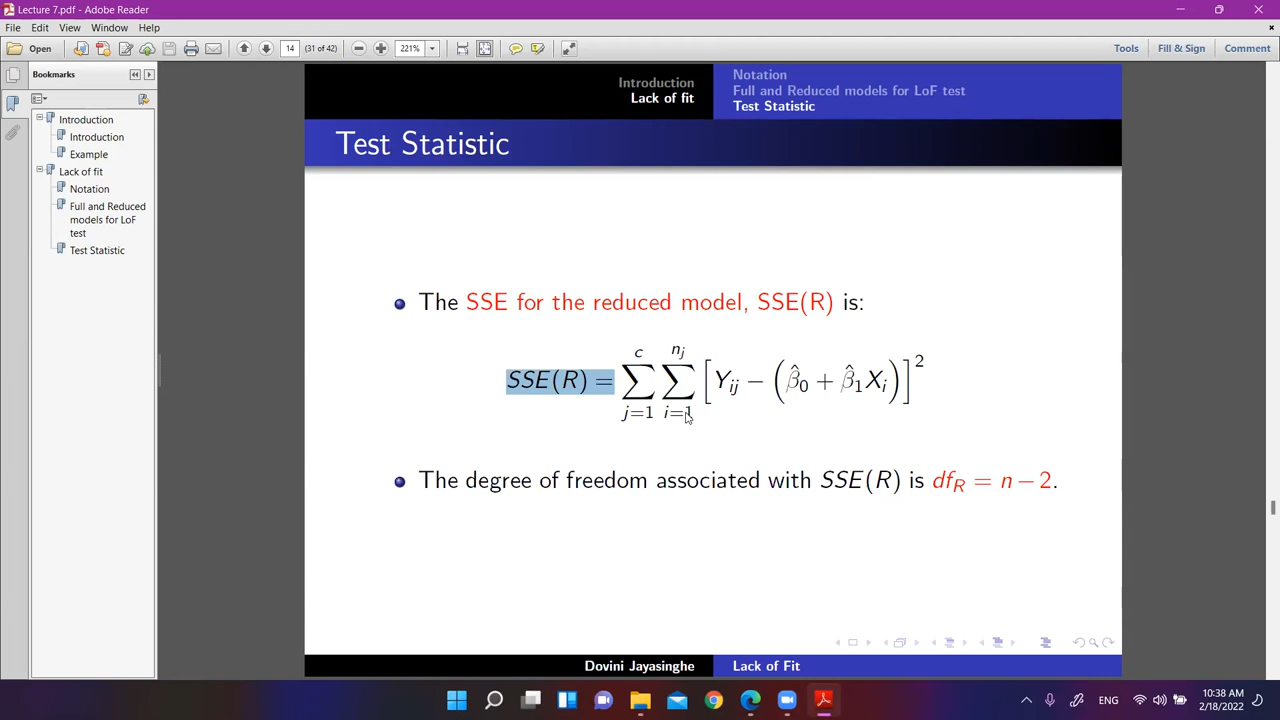 Lecture 7.pdf - Adobe Reader
File Edit View Window Help
Open 14 (31 of 42) 221% Tools Fill & Sign Comment
Bookmarks
Introduction
Introduction
Example
Lack of fit
Notation
Full and Reduced
models for LoF
test
Test Statistic
Introduction
Lack of fit
Notation
Full and Reduced models for LoF test
Test Statistic
Test Statistic
The SSE for the reduced model, SSE(R) is:
SSE(R) = ∑_{j=1}^{c} ∑_{i=1}^{n_j} [Y_{ij} − (β̂_0 + β̂_1 X_i)]^2
The degree of freedom associated with SSE(R) is df_R = n − 2.
Dovini Jayasinghe Lack of Fit
ENG
10:38 AM
2/18/2022